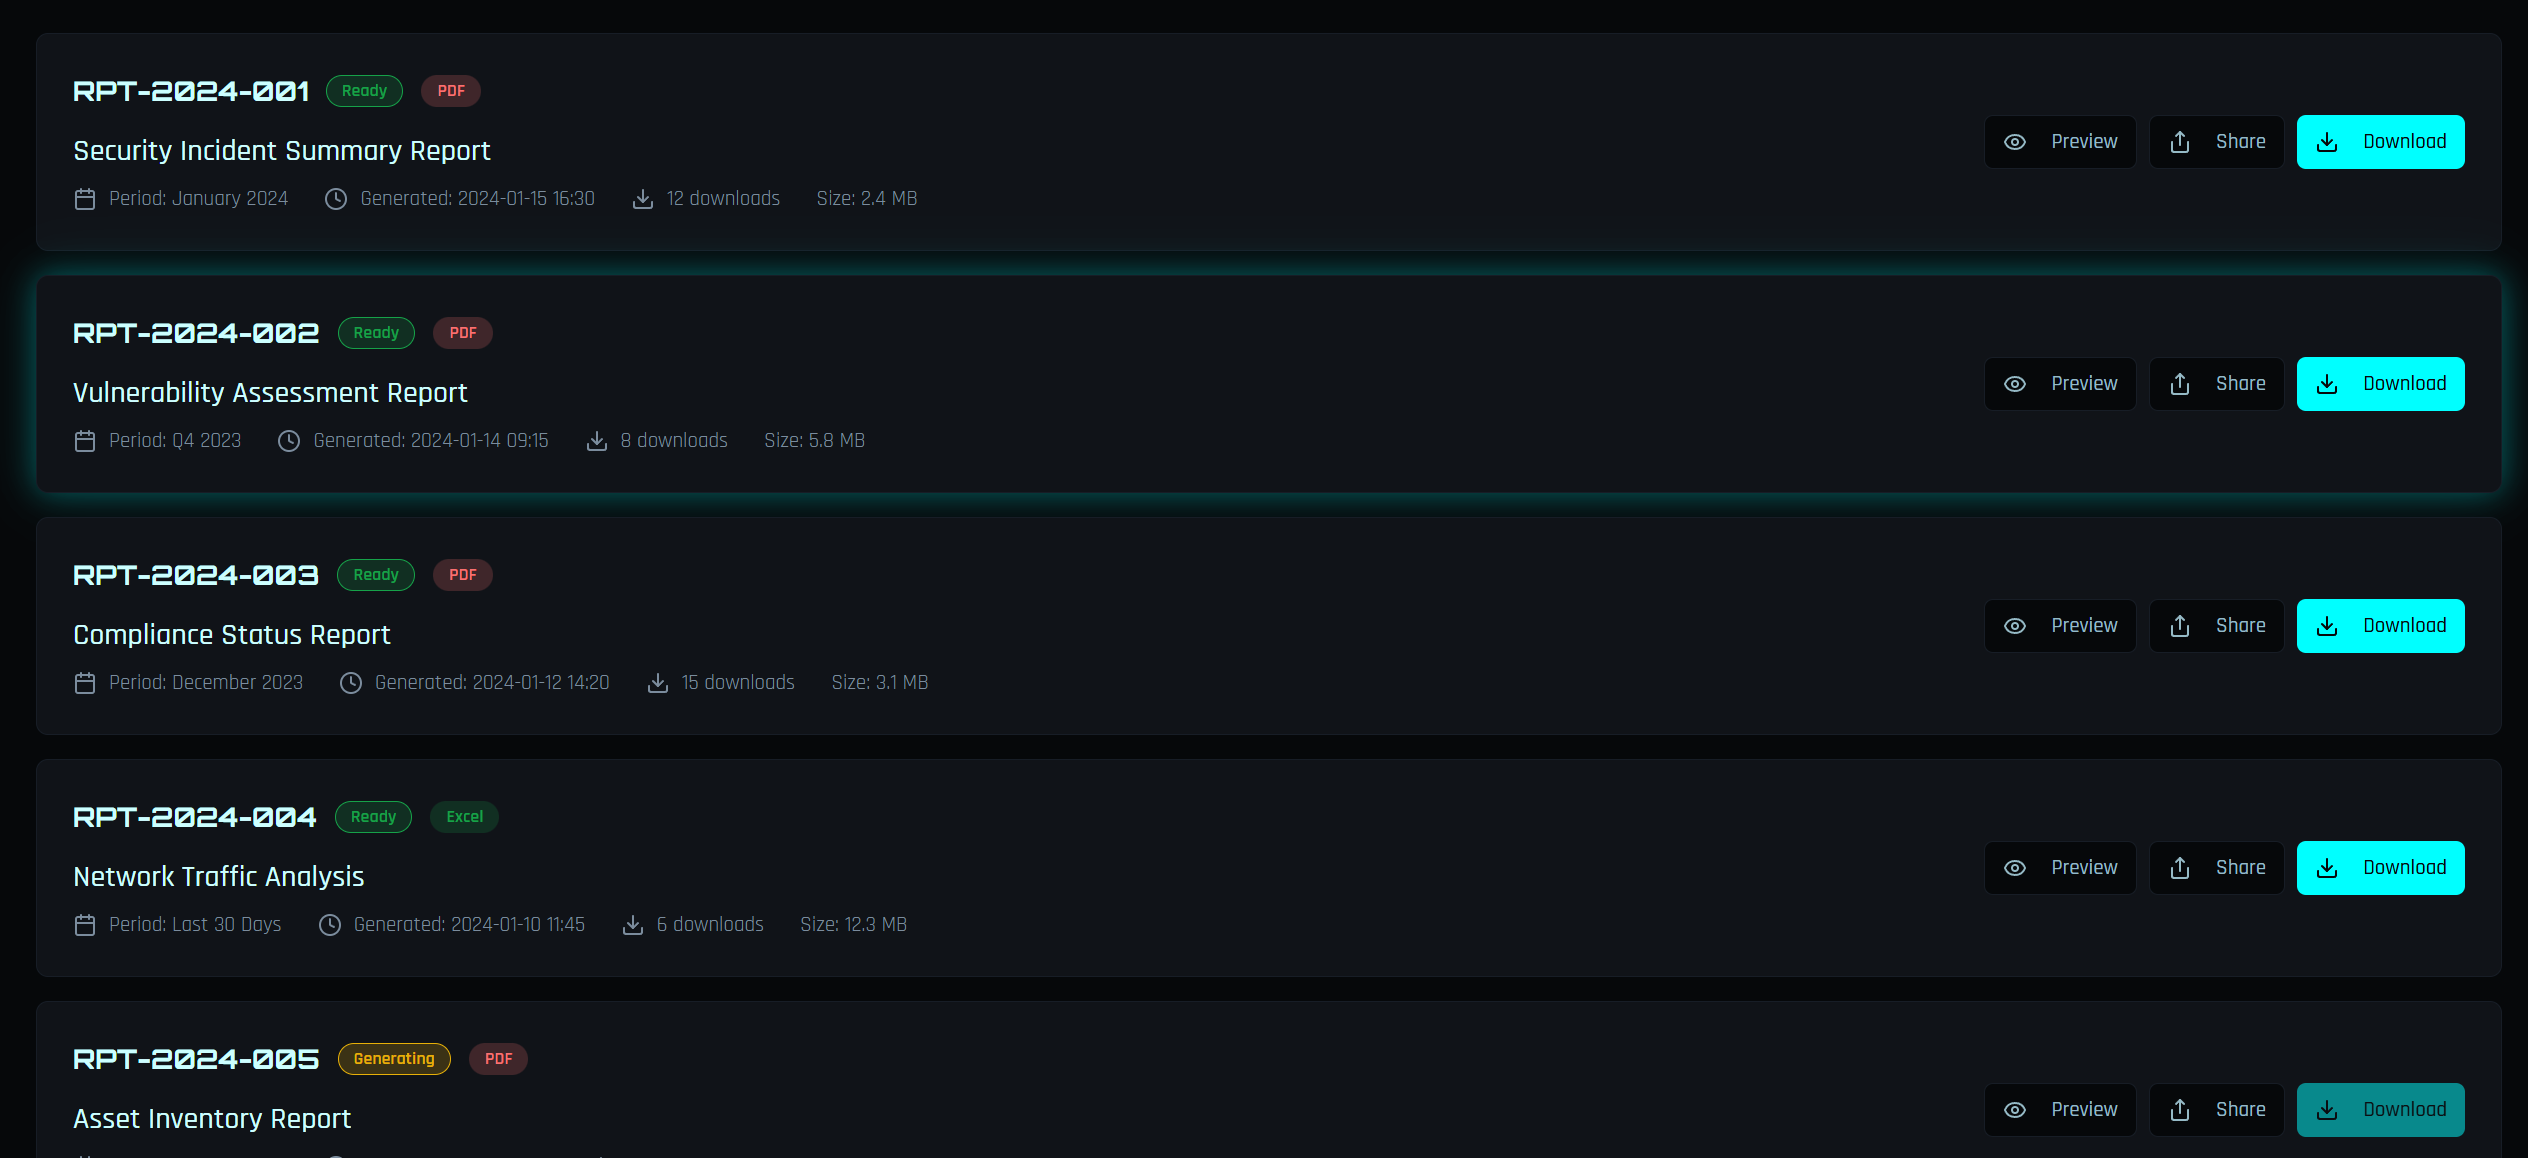 RPT-2024-001 Ready PDF
Security Incident Summary Report
Period: January 2024 Generated: 2024-01-15 16:30 12 downloads Size: 2.4 MB
Preview Share Download
RPT-2024-002 Ready PDF
Vulnerability Assessment Report
Period: Q4 2023 Generated: 2024-01-14 09:15 8 downloads Size: 5.8 MB
Preview Share Download
RPT-2024-003 Ready PDF
Compliance Status Report
Period: December 2023 Generated: 2024-01-12 14:20 15 downloads Size: 3.1 MB
Preview Share Download
RPT-2024-004 Ready Excel
Network Traffic Analysis
Period: Last 30 Days Generated: 2024-01-10 11:45 6 downloads Size: 12.3 MB
Preview Share Download
RPT-2024-005 Generating PDF
Asset Inventory Report
Preview Share Download